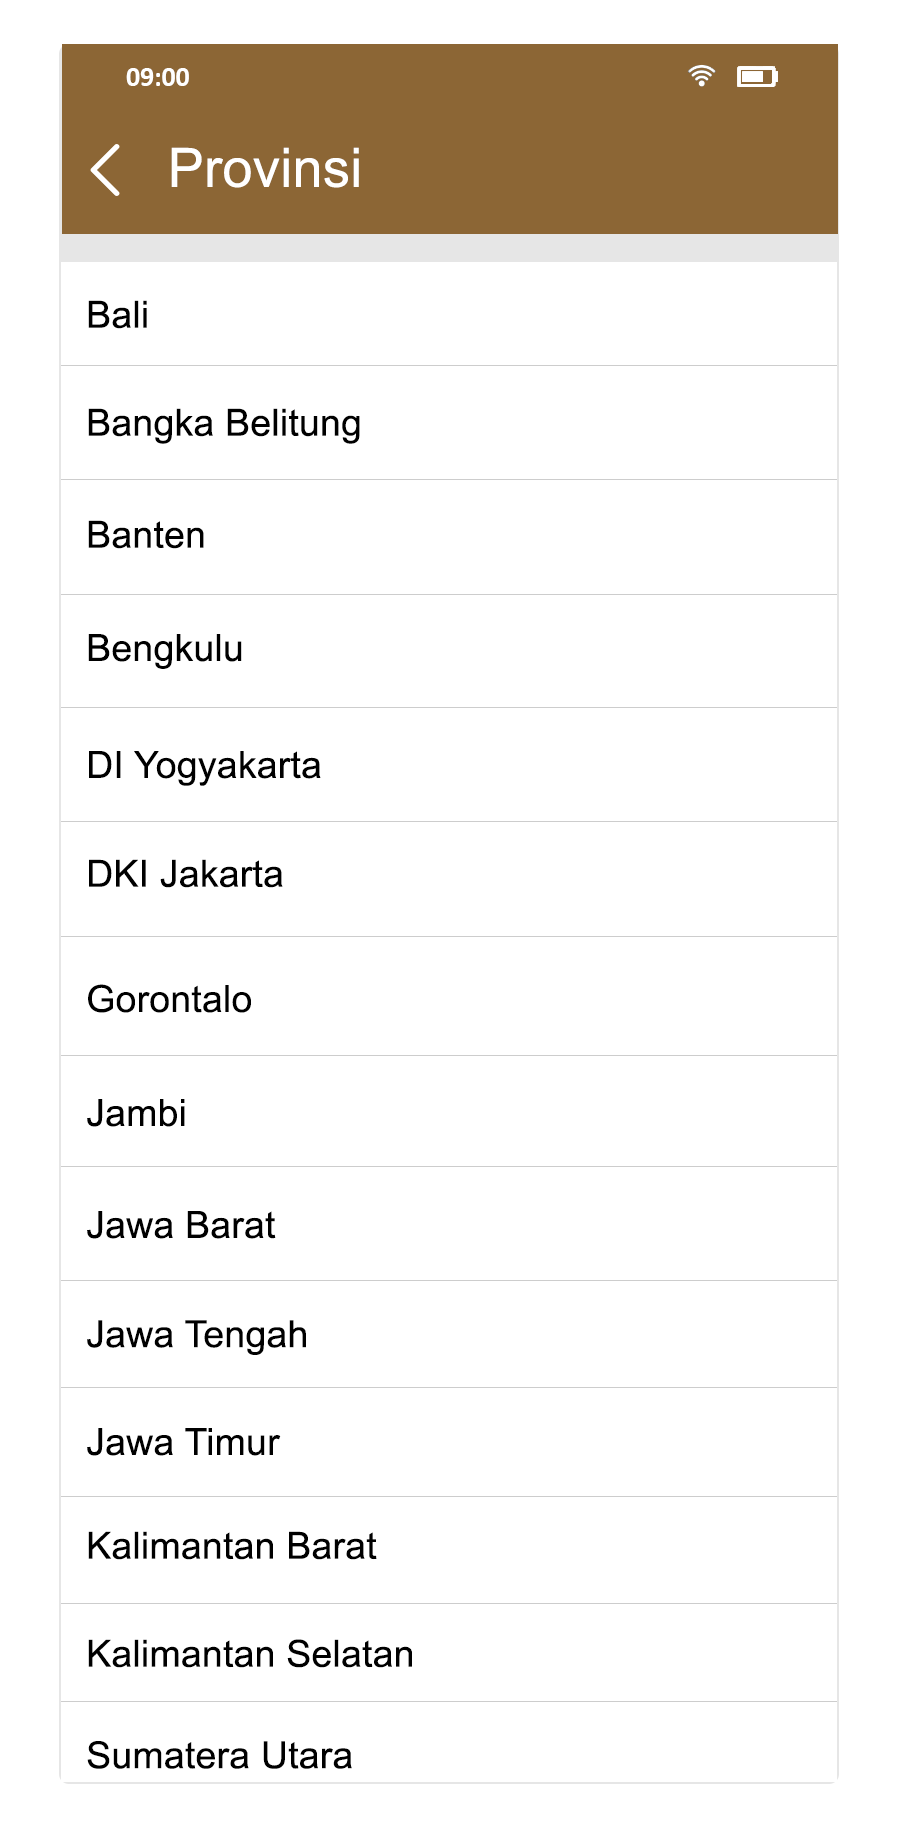 09:00
Provinsi
Bali
Bangka Belitung
Banten
Bengkulu
DI Yogyakarta
DKI Jakarta
Gorontalo
Jambi
Jawa Barat
Jawa Tengah
Jawa Timur
Kalimantan Barat
Kalimantan Selatan
Sumatera Utara